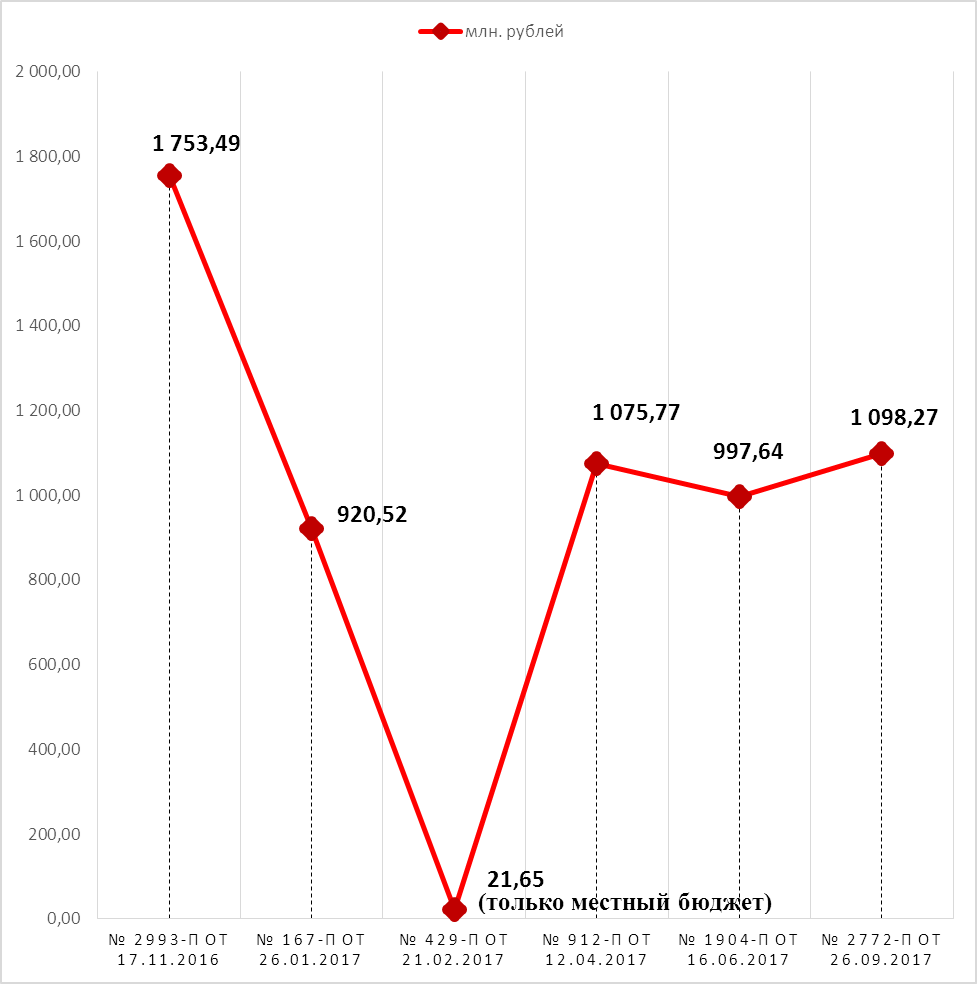 млн. рублей
2 000,00
1 800,00
1 600,00
1 400,00
1 200,00
1 000,00
800,00
600,00
400,00
200,00
0,00
1 753,49
920,52
21,65
(только местный бюджет)
1 075,77
997,64
1 098,27
№ 2993-П ОТ
17.11.2016
№ 167-П ОТ
26.01.2017
№ 429-П ОТ
21.02.2017
№ 912-П ОТ
12.04.2017
№ 1904-П ОТ
16.06.2017
№ 2772-П ОТ
26.09.2017